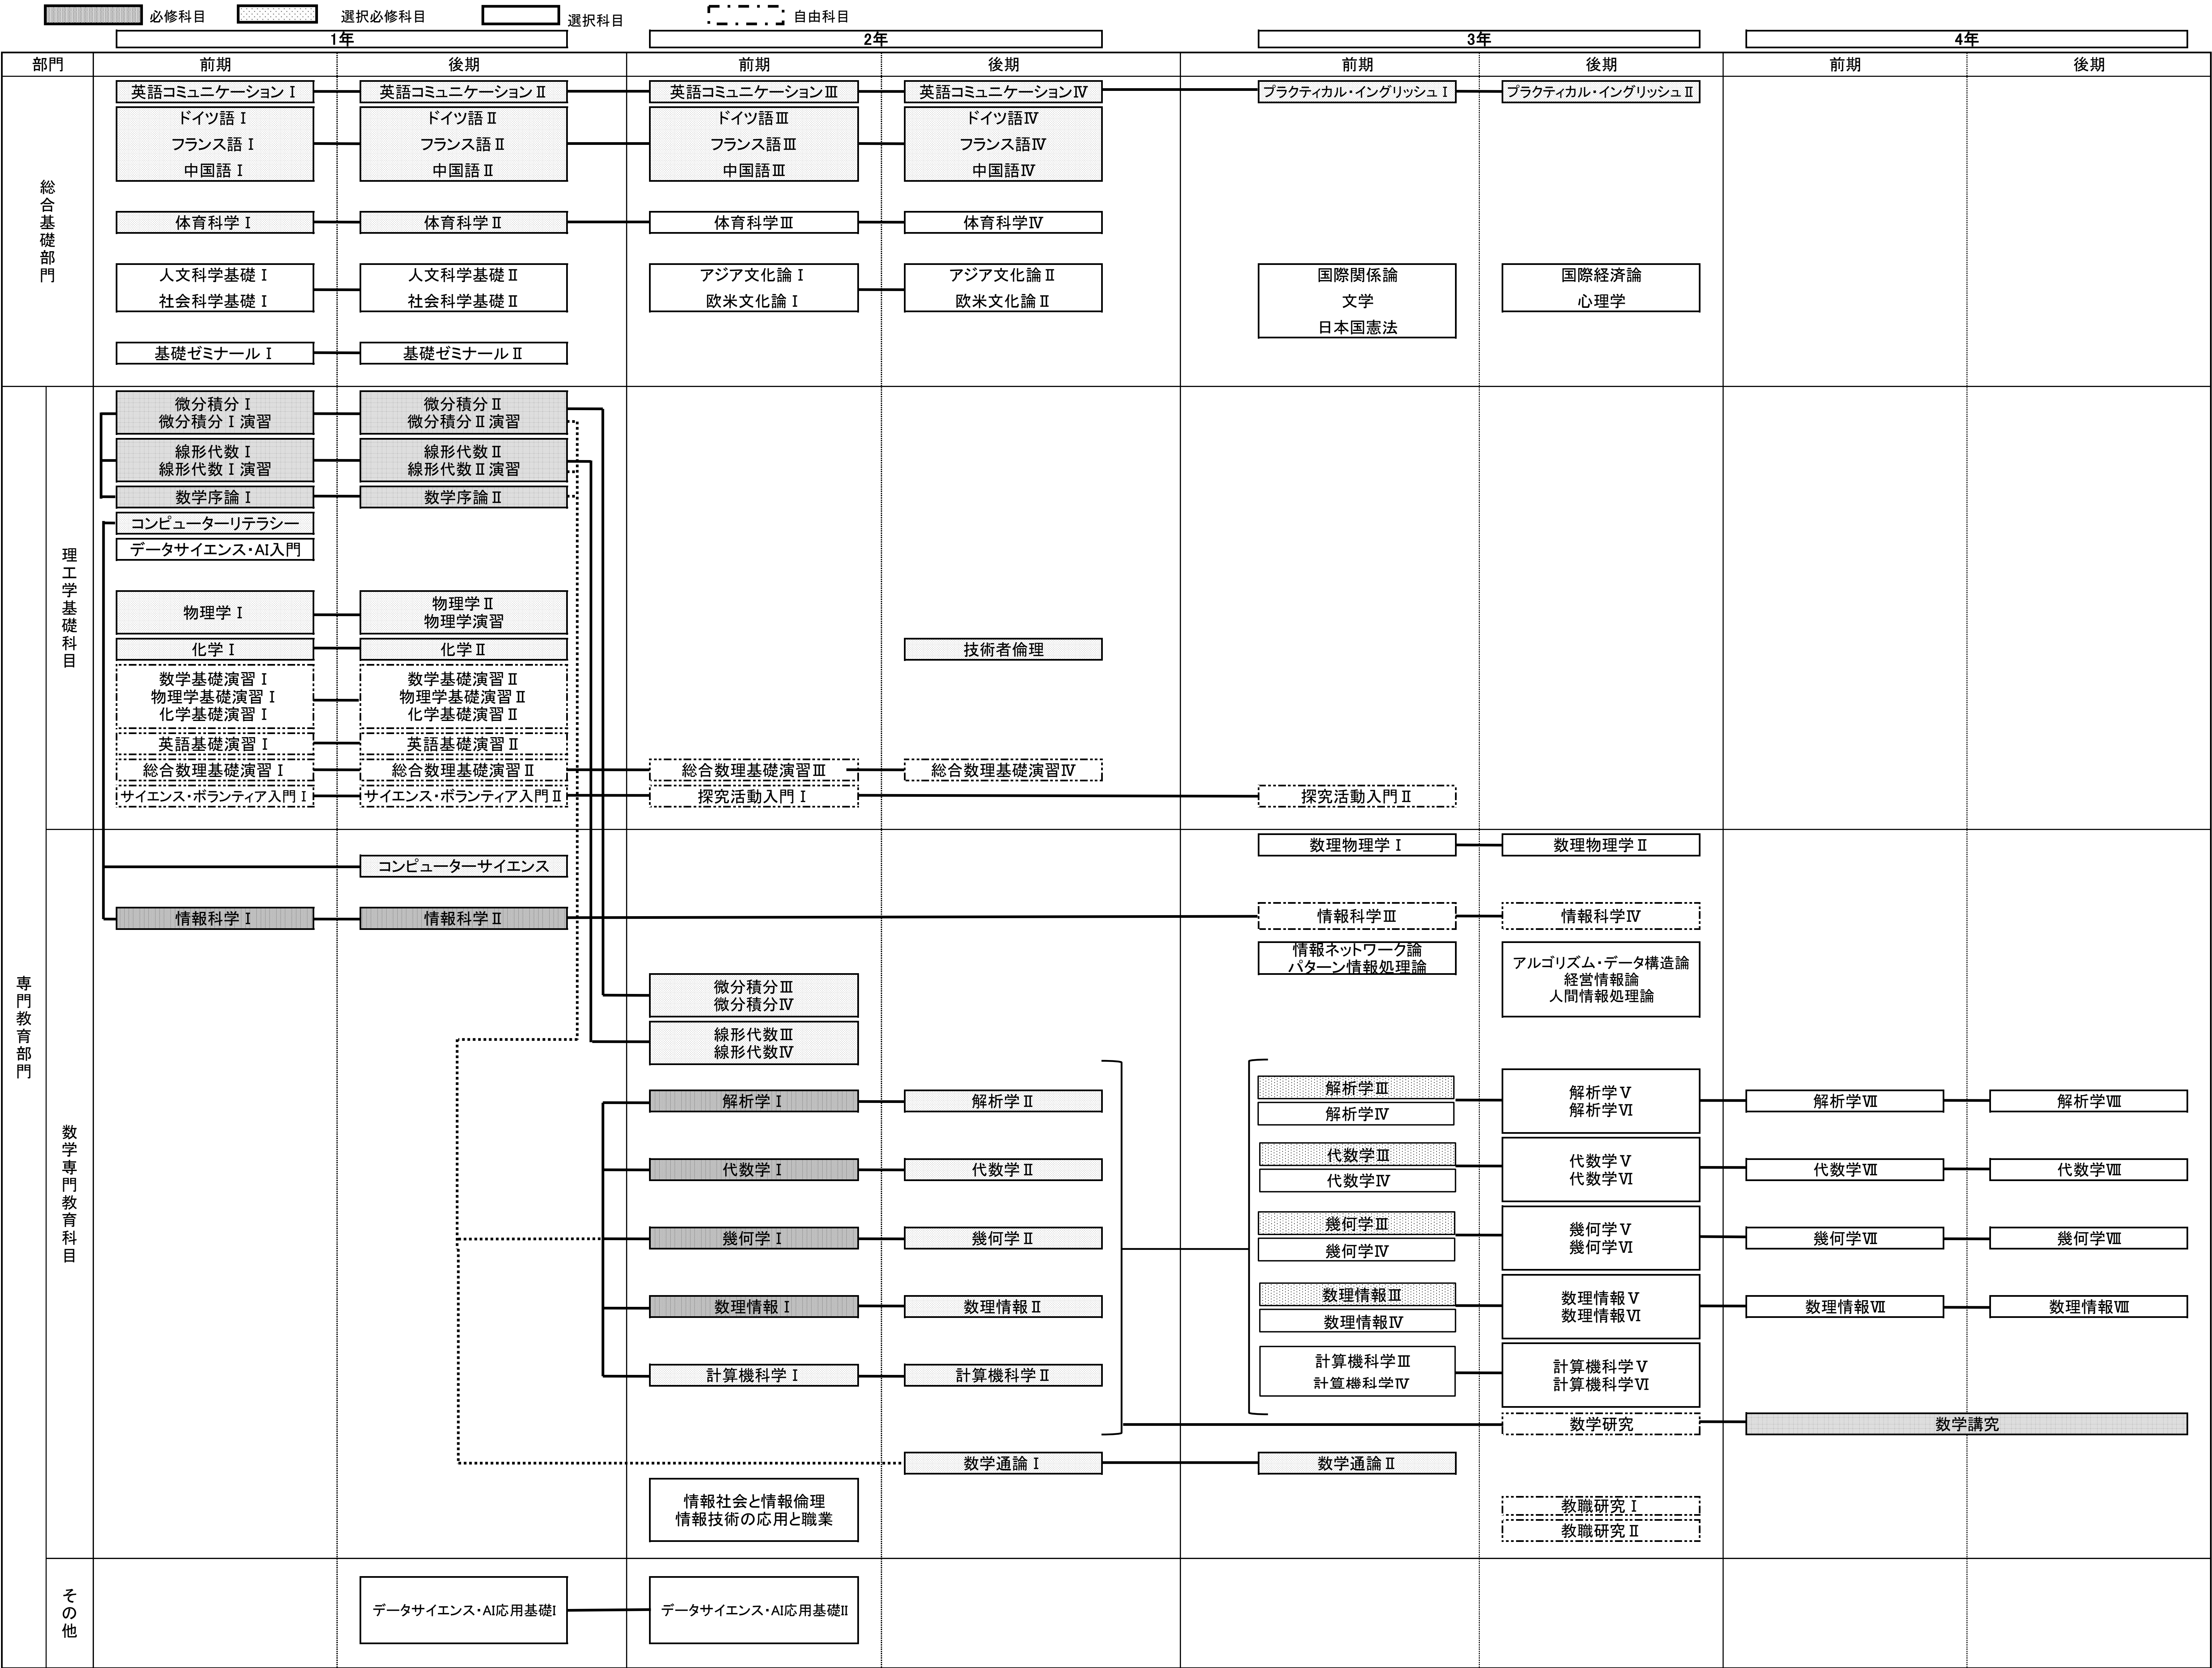 必修科目 選択必修科目 選択科目 自由科目
1年 2年 3年 4年
部門 前期 後期 前期 後期 前期 後期 前期 後期
総合基礎部門
英語コミュニケーションⅠ 英語コミュニケーションⅡ 英語コミュニケーションⅢ 英語コミュニケーションⅣ プラクティカル・イングリッシュⅠ プラクティカル・イングリッシュⅡ
ドイツ語Ⅰ ドイツ語Ⅱ ドイツ語Ⅲ ドイツ語Ⅳ
フランス語Ⅰ フランス語Ⅱ フランス語Ⅲ フランス語Ⅳ
中国語Ⅰ 中国語Ⅱ 中国語Ⅲ 中国語Ⅳ
体育科学Ⅰ 体育科学Ⅱ 体育科学Ⅲ 体育科学Ⅳ
人文科学基礎Ⅰ 人文科学基礎Ⅱ アジア文化論Ⅰ アジア文化論Ⅱ 国際関係論 国際経済論
社会科学基礎Ⅰ 社会科学基礎Ⅱ 欧米文化論Ⅰ 欧米文化論Ⅱ 文学 心理学
日本国憲法
基礎ゼミナールⅠ 基礎ゼミナールⅡ
専門教育部門
理工学基礎科目
微分積分Ⅰ 微分積分Ⅱ
微分積分Ⅰ演習 微分積分Ⅱ演習
線形代数Ⅰ 線形代数Ⅱ
線形代数Ⅰ演習 線形代数Ⅱ演習
数学序論Ⅰ 数学序論Ⅱ
コンピューターリテラシー
データサイエンス・AI入門
物理学Ⅰ 物理学Ⅱ
物理学演習
化学Ⅰ 化学Ⅱ 技術者倫理
数学基礎演習Ⅰ 数学基礎演習Ⅱ
物理学基礎演習Ⅰ 物理学基礎演習Ⅱ
化学基礎演習Ⅰ 化学基礎演習Ⅱ
英語基礎演習Ⅰ 英語基礎演習Ⅱ
総合数理基礎演習Ⅰ 総合数理基礎演習Ⅱ 総合数理基礎演習Ⅲ 総合数理基礎演習Ⅳ
サイエンス・ボランティア入門Ⅰ サイエンス・ボランティア入門Ⅱ 探究活動入門Ⅰ 探究活動入門Ⅱ
数学専門教育科目
数理物理学Ⅰ 数理物理学Ⅱ
コンピューターサイエンス
情報科学Ⅰ 情報科学Ⅱ 情報科学Ⅲ 情報科学Ⅳ
情報ネットワーク論
パターン情報処理論
アルゴリズム・データ構造論
経営情報論
人間情報処理論
微分積分Ⅲ
微分積分Ⅳ
線形代数Ⅲ
線形代数Ⅳ
解析学Ⅰ 解析学Ⅱ 解析学Ⅲ 解析学Ⅴ 解析学Ⅶ 解析学Ⅷ
解析学Ⅳ 解析学Ⅵ
代数学Ⅰ 代数学Ⅱ 代数学Ⅲ 代数学Ⅴ 代数学Ⅶ 代数学Ⅷ
代数学Ⅳ 代数学Ⅵ
幾何学Ⅰ 幾何学Ⅱ 幾何学Ⅲ 幾何学Ⅴ 幾何学Ⅶ 幾何学Ⅷ
幾何学Ⅳ 幾何学Ⅵ
数理情報Ⅰ 数理情報Ⅱ 数理情報Ⅲ 数理情報Ⅴ 数理情報Ⅶ 数理情報Ⅷ
数理情報Ⅳ 数理情報Ⅵ
計算機科学Ⅰ 計算機科学Ⅱ 計算機科学Ⅲ 計算機科学Ⅴ
計算機科学Ⅳ 計算機科学Ⅵ
数学研究 数学講究
数学通論Ⅰ 数学通論Ⅱ
情報社会と情報倫理
情報技術の応用と職業
教職研究Ⅰ
教職研究Ⅱ
その他
データサイエンス・AI応用基礎I データサイエンス・AI応用基礎II